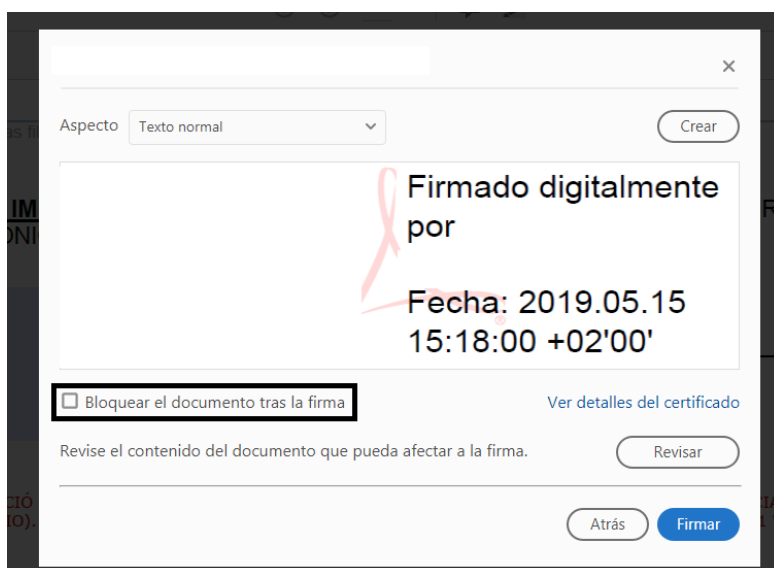 Aspecto Texto normal Crear
Firmado digitalmente
por
Fecha: 2019.05.15
15:18:00 +02'00'
Bloquear el documento tras la firma Ver detalles del certificado
Revise el contenido del documento que pueda afectar a la firma. Revisar
Atrás Firmar